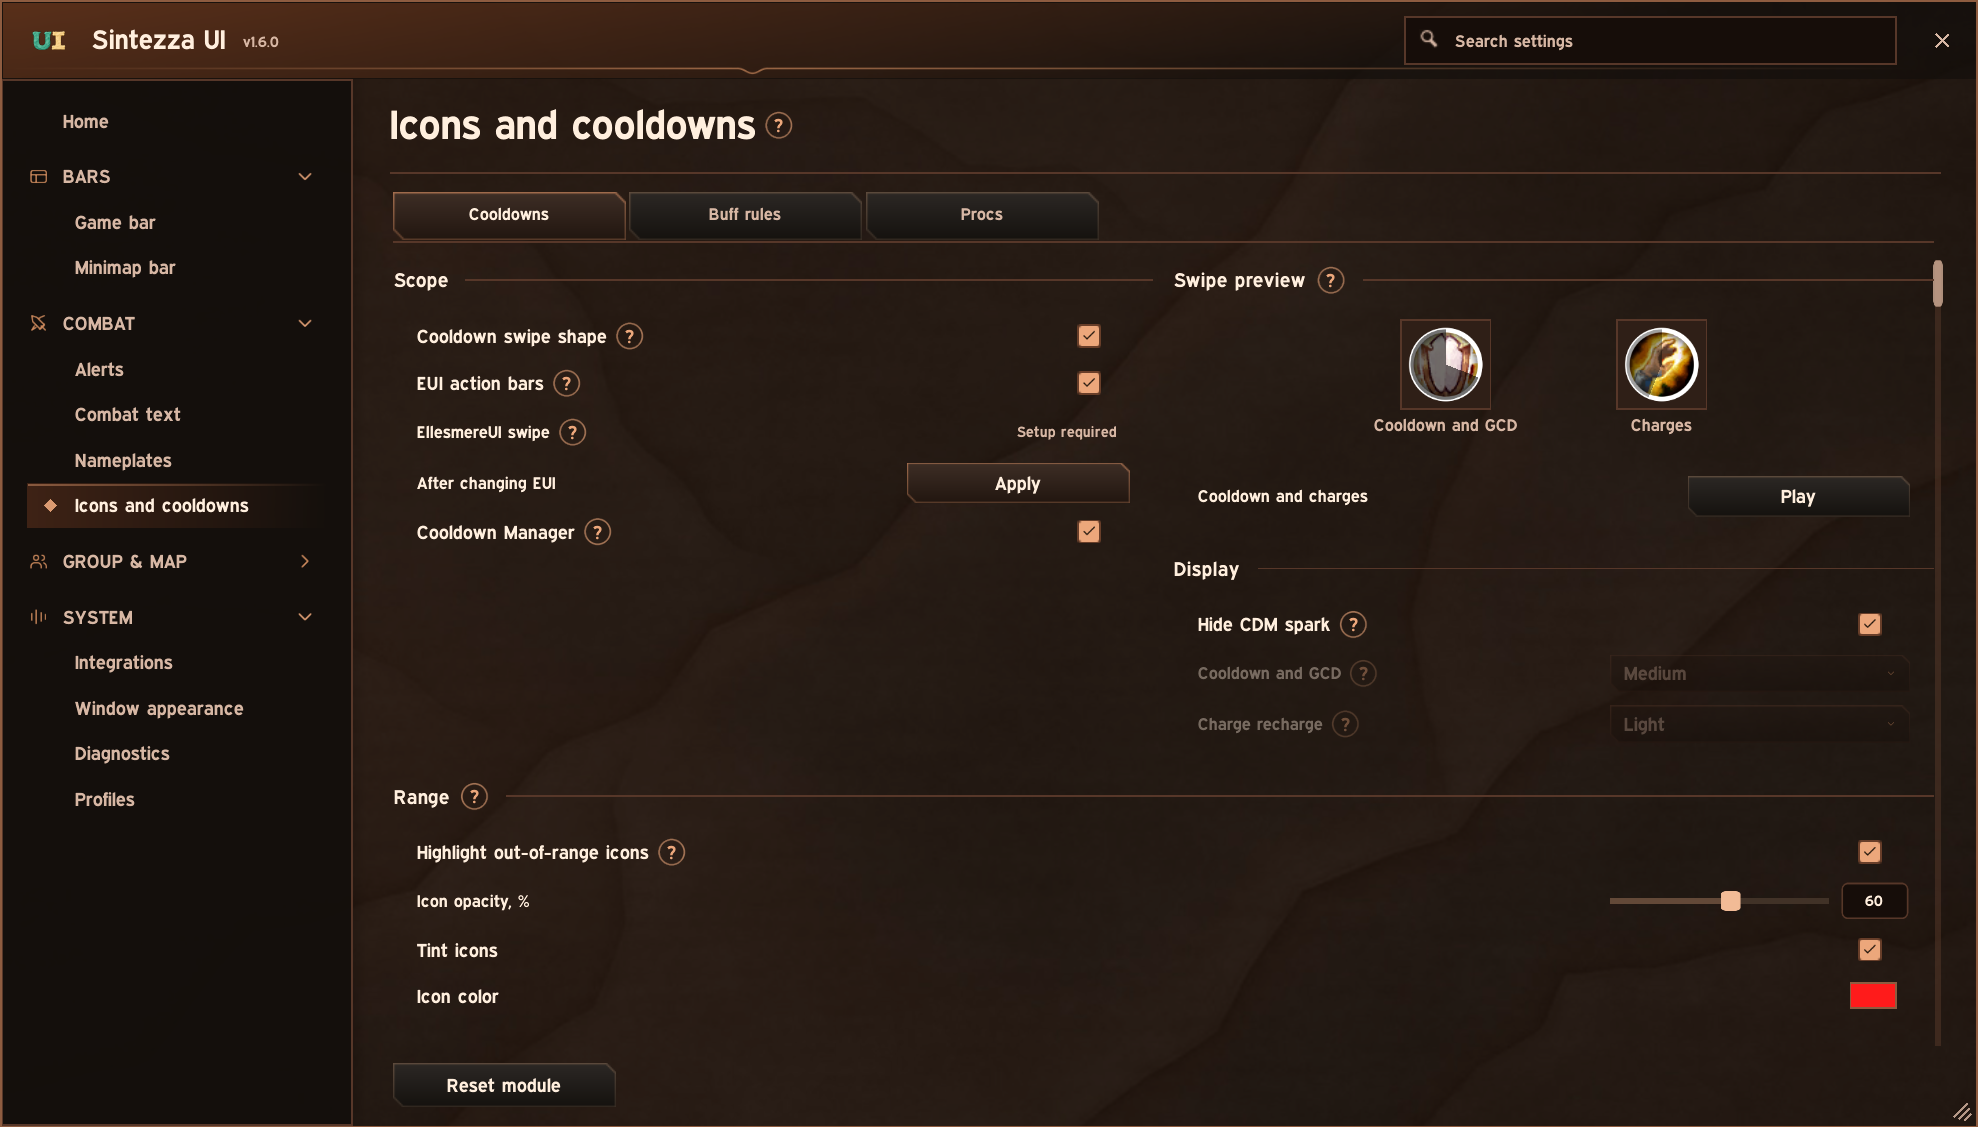 UI Sintezza UI v1.6.0
Search settings
Home
BARS
Game bar
Minimap bar
COMBAT
Alerts
Combat text
Nameplates
Icons and cooldowns
GROUP & MAP
SYSTEM
Integrations
Window appearance
Diagnostics
Profiles
Icons and cooldowns ?
Cooldowns
Buff rules
Procs
Scope
Cooldown swipe shape ?
EUI action bars ?
EllesmereUI swipe ?
Setup required
After changing EUI
Apply
Cooldown Manager ?
Swipe preview ?
Cooldown and GCD
Charges
Cooldown and charges
Play
Display
Hide CDM spark ?
Cooldown and GCD ?
Medium
Charge recharge ?
Light
Range ?
Highlight out-of-range icons ?
Icon opacity, %
60
Tint icons
Icon color
Reset module